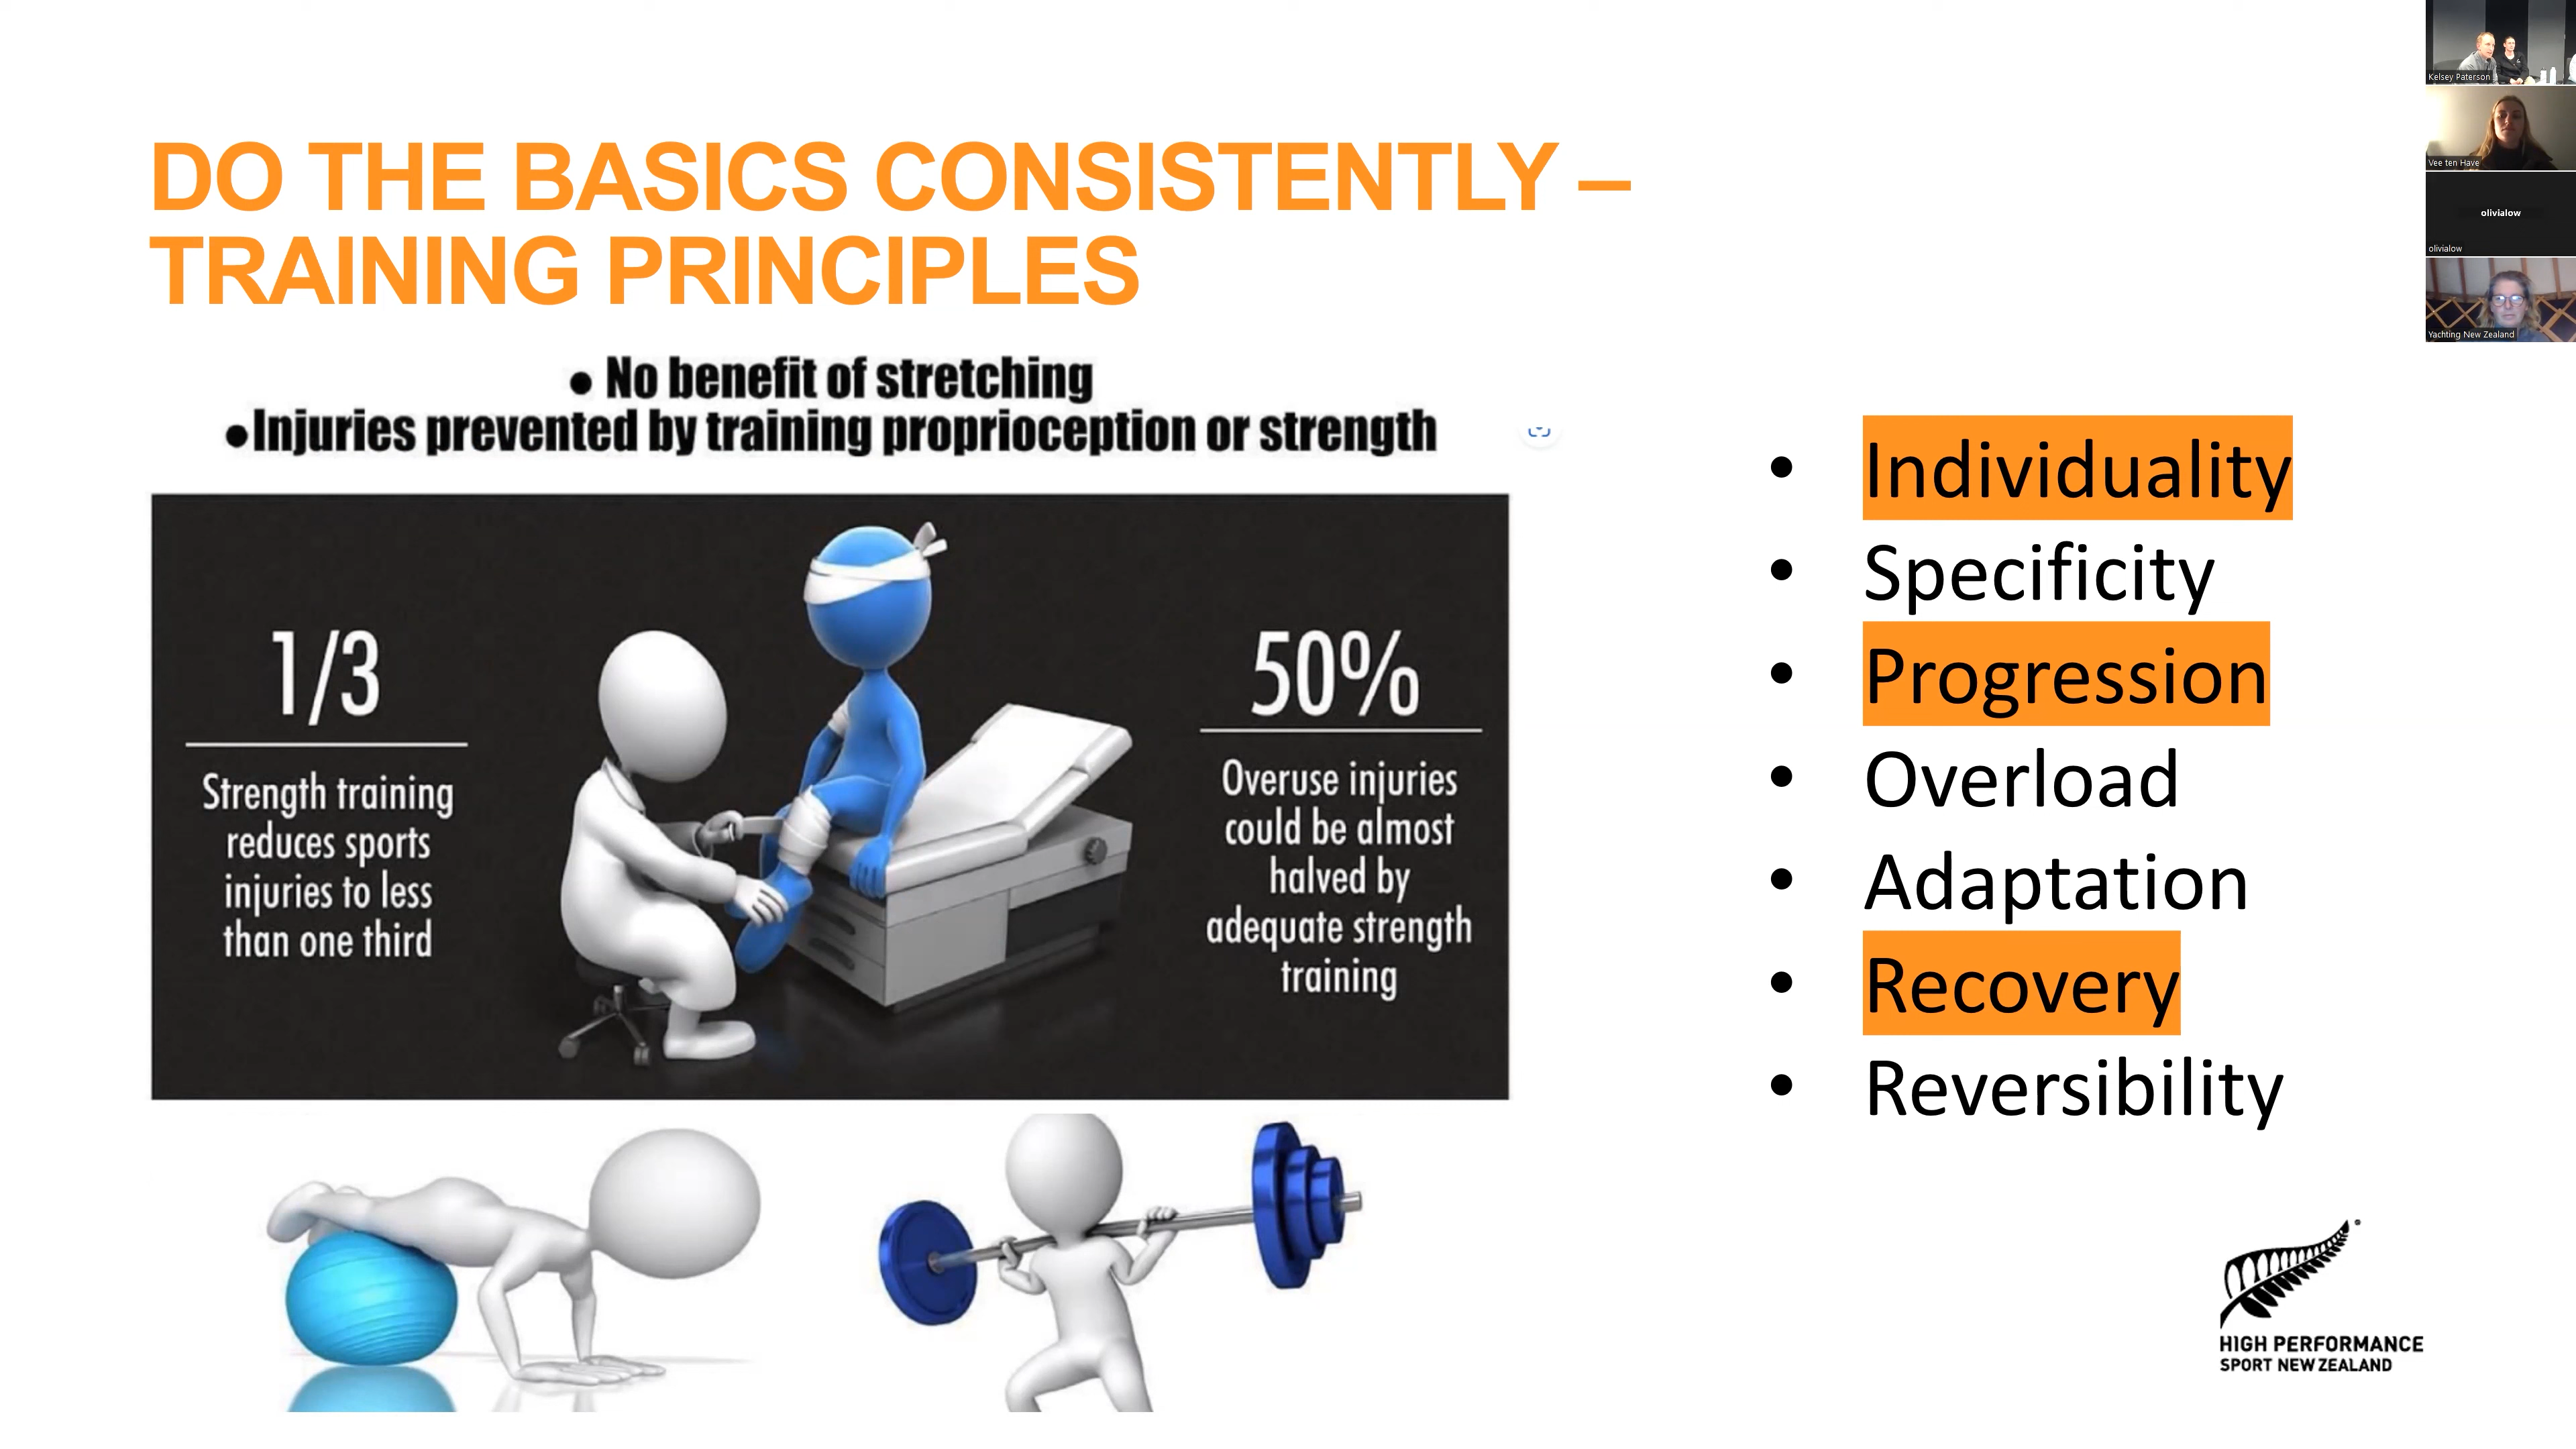 DO THE BASICS CONSISTENTLY –
TRAINING PRINCIPLES
• No benefit of stretching
•Injuries prevented by training proprioception or strength
1/3
Strength training
reduces sports
injuries to less
than one third
50%
Overuse injuries
could be almost
halved by
adequate strength
training
• Individuality
• Specificity
• Progression
• Overload
• Adaptation
• Recovery
• Reversibility
HIGH PERFORMANCE
SPORT NEW ZEALAND
Kelsey Paterson
Vee ten Have
olivialow
olivialow
Yachting New Zealand